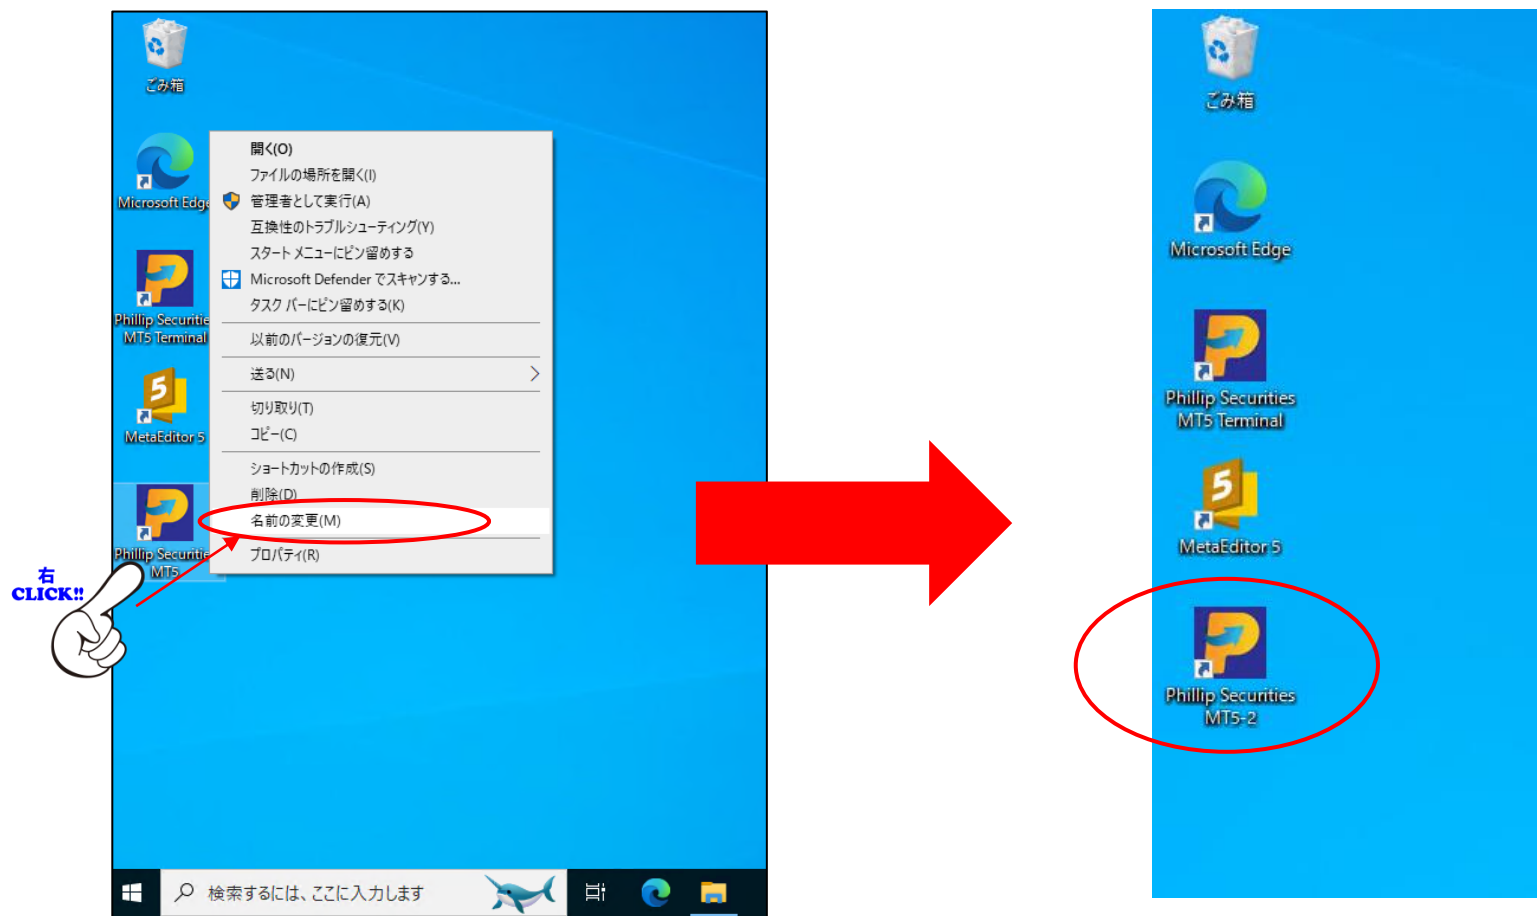 ごみ箱
Microsoft Edge
Phillip Securitie
MT5 Terminal
MetaEditor 5
Phillip Securitie
MT5
開く(O)
ファイルの場所を開く(I)
管理者として実行(A)
互換性のトラブルシューティング(Y)
スタート メニューにピン留めする
Microsoft Defender でスキャンする...
タスク バーにピン留めする(K)
以前のバージョンの復元(V)
送る(N)
切り取り(T)
コピー(C)
ショートカットの作成(S)
削除(D)
名前の変更(M)
プロパティ(R)
右
CLICK!!
検索するには、ここに入力します
ごみ箱
Microsoft Edge
Phillip Securities
MT5 Terminal
5
MetaEditor 5
Phillip Securities
MT5-2